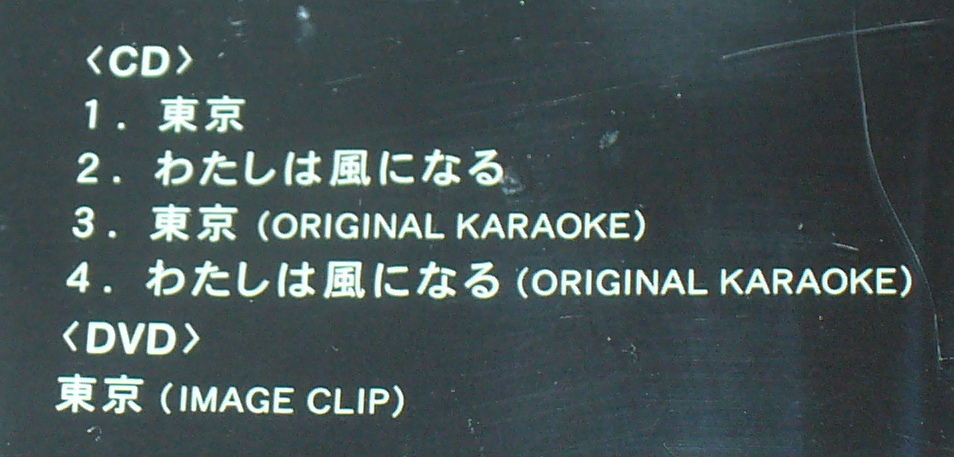 〈CD〉
1. 東京
2. わたしは風になる
3. 東京 (ORIGINAL KARAOKE)
4. わたしは風になる (ORIGINAL KARAOKE)
〈DVD〉
東京 (IMAGE CLIP)